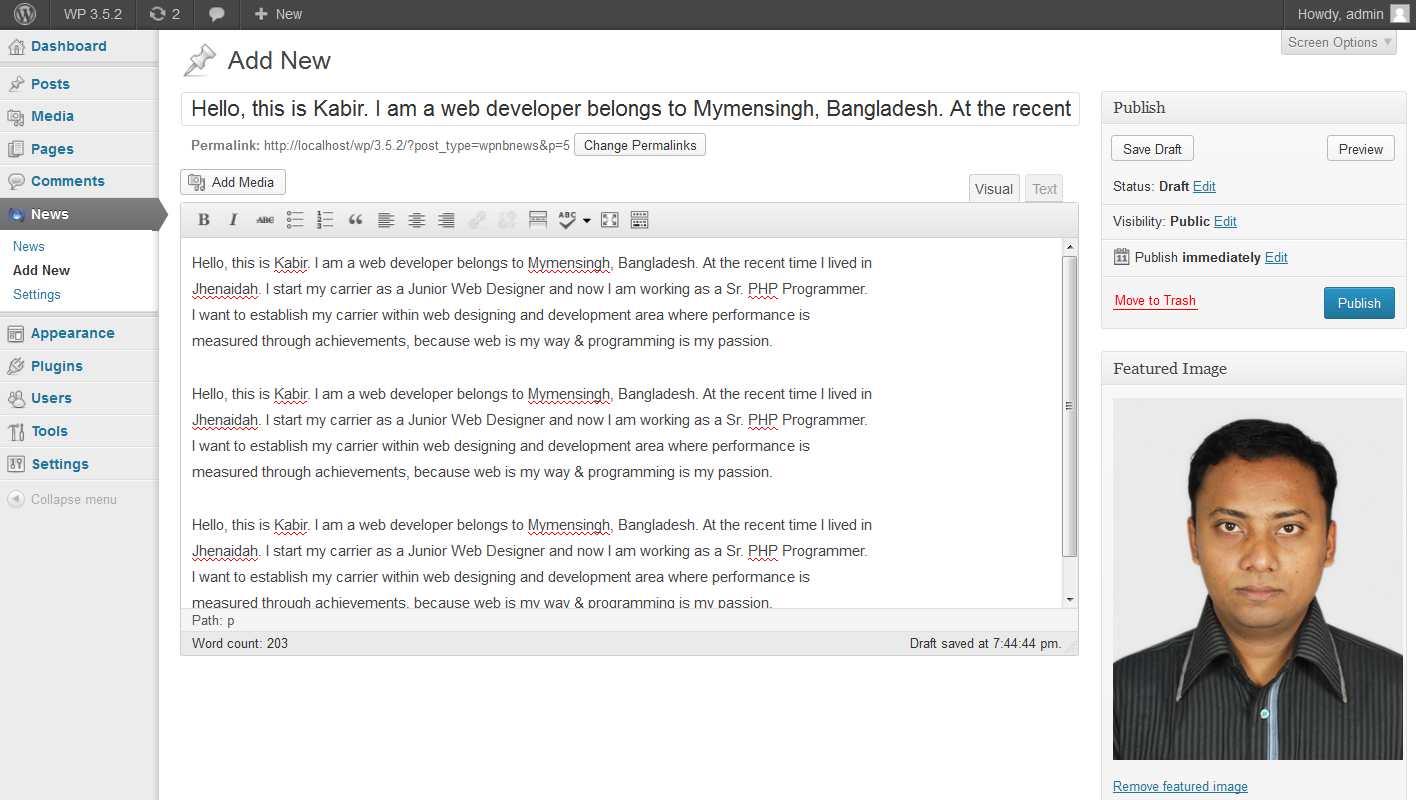 WP 3.5.2
2
New
Howdy, admin
Screen Options
Dashboard
Posts
Media
Pages
Comments
News
News
Add New
Settings
Appearance
Plugins
Users
Tools
Settings
Collapse menu
Add New
Hello, this is Kabir. I am a web developer belongs to Mymensingh, Bangladesh. At the recent
Permalink: http://localhost/wp/3.5.2/?post_type=wpnbnews&p=5 Change Permalinks
Add Media
Visual Text
B I ABC ABC
Hello, this is Kabir. I am a web developer belongs to Mymensingh, Bangladesh. At the recent time I lived in
Jhenaidah. I start my carrier as a Junior Web Designer and now I am working as a Sr. PHP Programmer.
I want to establish my carrier within web designing and development area where performance is
measured through achievements, because web is my way & programming is my passion.
Hello, this is Kabir. I am a web developer belongs to Mymensingh, Bangladesh. At the recent time I lived in
Jhenaidah. I start my carrier as a Junior Web Designer and now I am working as a Sr. PHP Programmer.
I want to establish my carrier within web designing and development area where performance is
measured through achievements, because web is my way & programming is my passion.
Hello, this is Kabir. I am a web developer belongs to Mymensingh, Bangladesh. At the recent time I lived in
Jhenaidah. I start my carrier as a Junior Web Designer and now I am working as a Sr. PHP Programmer.
I want to establish my carrier within web designing and development area where performance is
measured through achievements, because web is my way & programming is my passion.
Path: p
Word count: 203
Draft saved at 7:44:44 pm.
Publish
Save Draft
Preview
Status: Draft Edit
Visibility: Public Edit
11 Publish immediately Edit
Move to Trash
Publish
Featured Image
Remove featured image